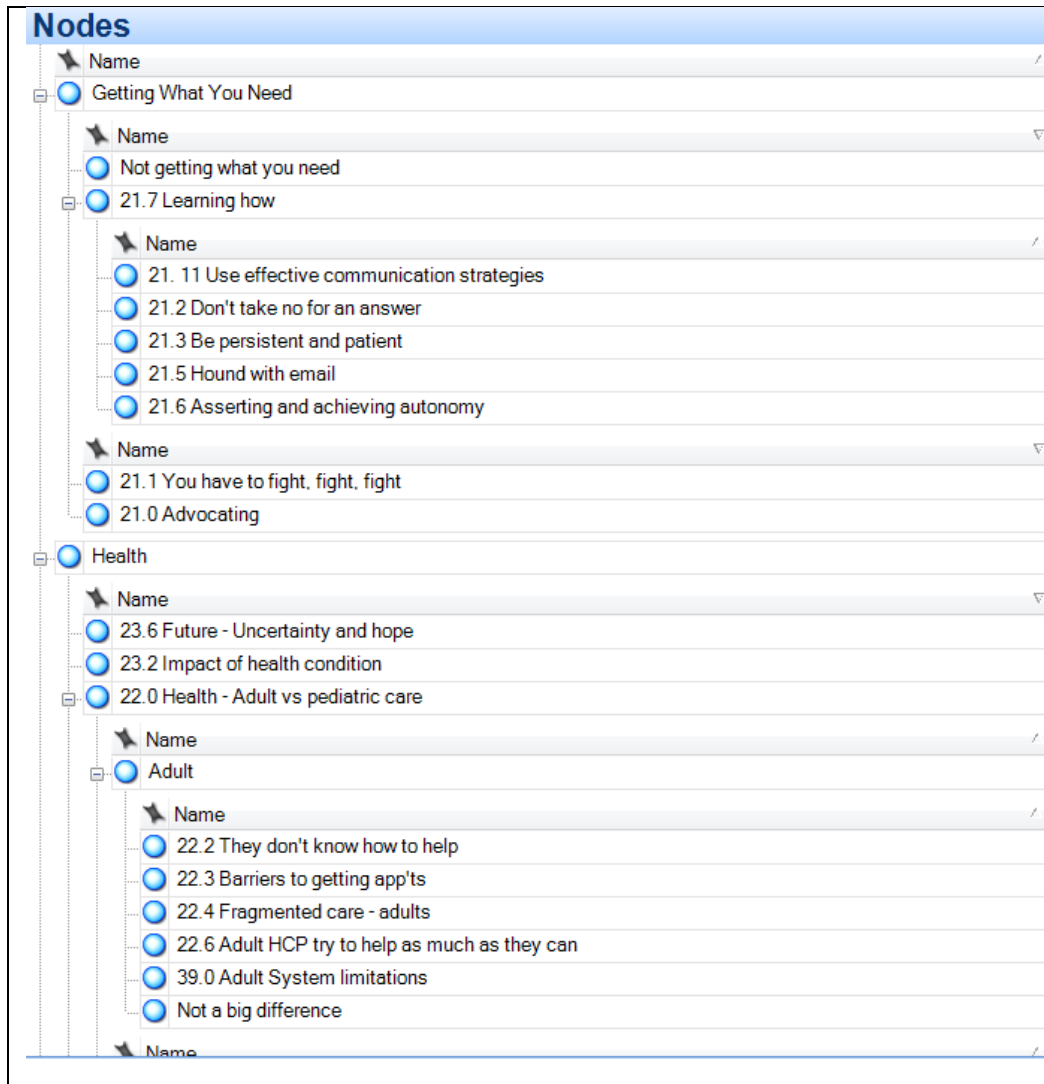 Nodes
Name
Getting What You Need
Name
Not getting what you need
21.7 Learning how
Name
21. 11 Use effective communication strategies
21.2 Don't take no for an answer
21.3 Be persistent and patient
21.5 Hound with email
21.6 Asserting and achieving autonomy
Name
21.1 You have to fight, fight, fight
21.0 Advocating
Health
Name
23.6 Future - Uncertainty and hope
23.2 Impact of health condition
22.0 Health - Adult vs pediatric care
Name
Adult
Name
22.2 They don't know how to help
22.3 Barriers to getting app'ts
22.4 Fragmented care - adults
22.6 Adult HCP try to help as much as they can
39.0 Adult System limitations
Not a big difference
Name